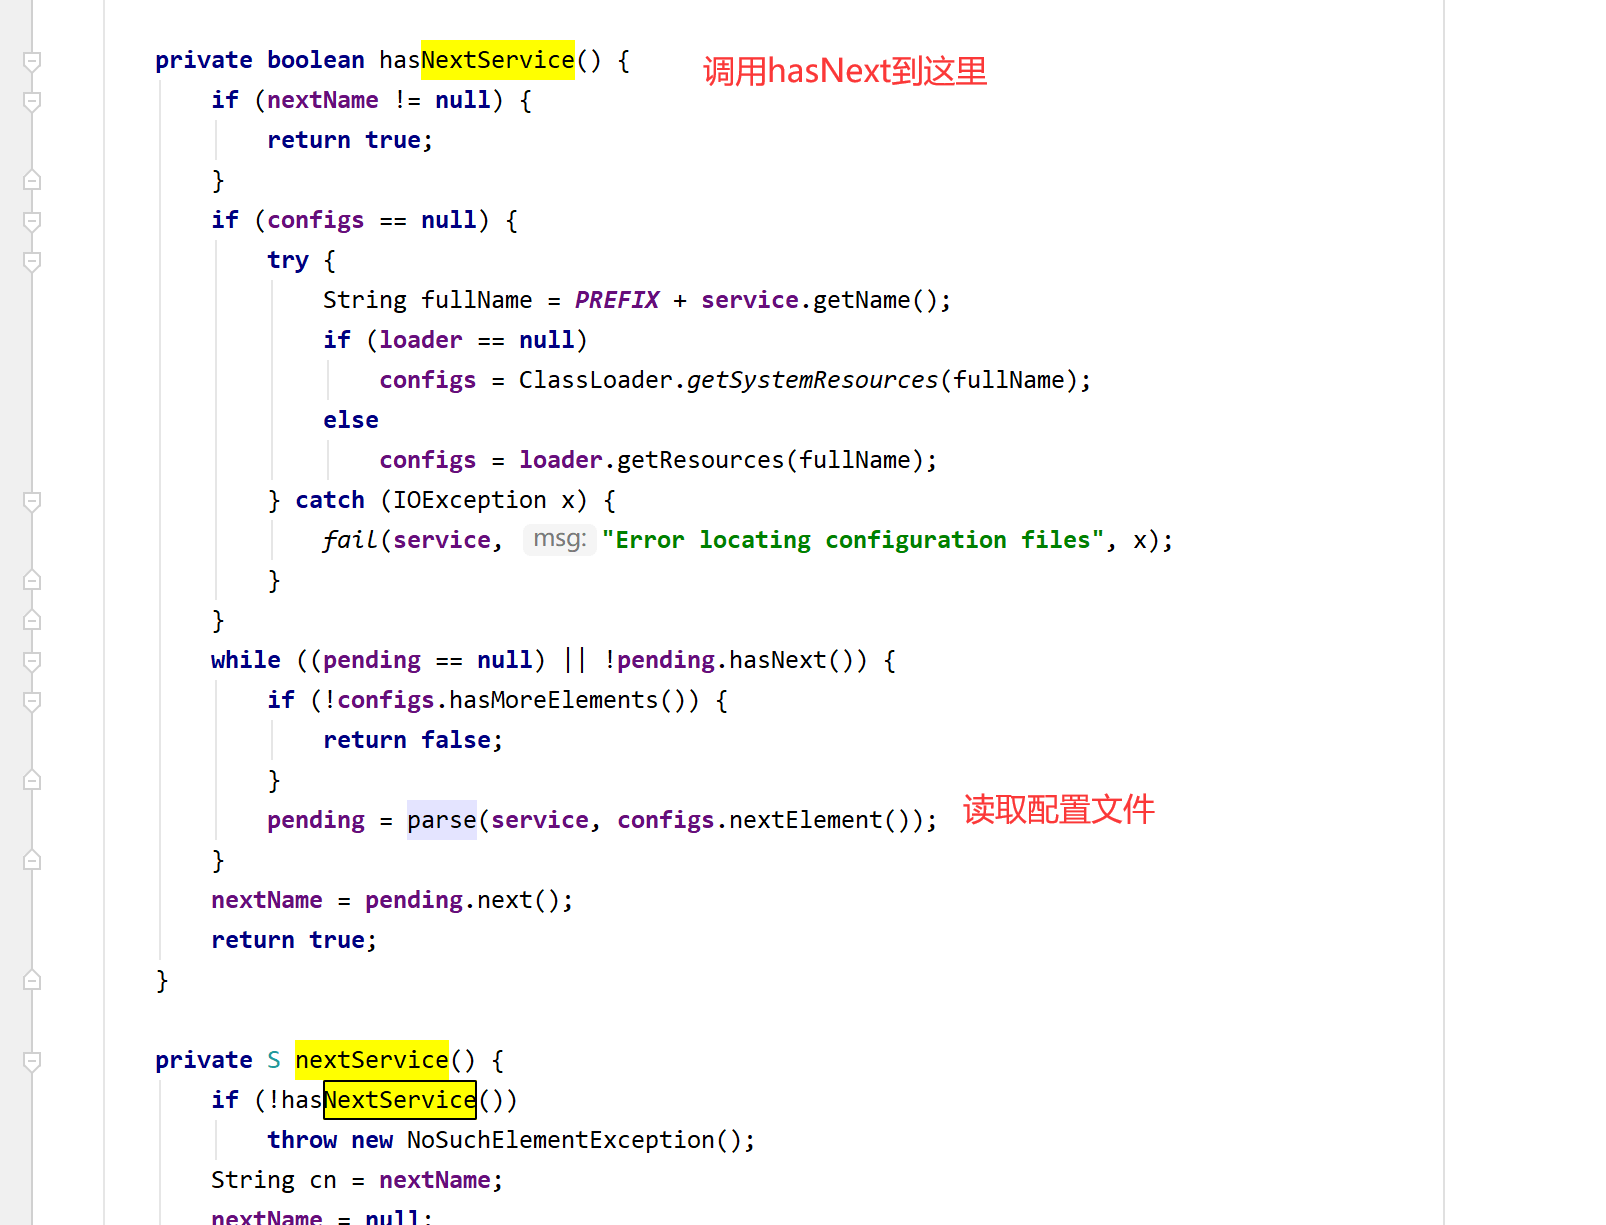 private boolean hasNextService() { 调用hasNext到这里
if (nextName != null) {
return true;
}
if (configs == null) {
try {
String fullName = PREFIX + service.getName();
if (loader == null)
configs = ClassLoader.getSystemResources(fullName);
else
configs = loader.getResources(fullName);
} catch (IOException x) {
fail(service, msg: "Error locating configuration files", x);
}
}
while ((pending == null) || !pending.hasNext()) {
if (!configs.hasMoreElements()) {
return false;
}
pending = parse(service, configs.nextElement()); 读取配置文件
}
nextName = pending.next();
return true;
}
private S nextService() {
if (!hasNextService())
throw new NoSuchElementException();
String cn = nextName;
nextName = null;